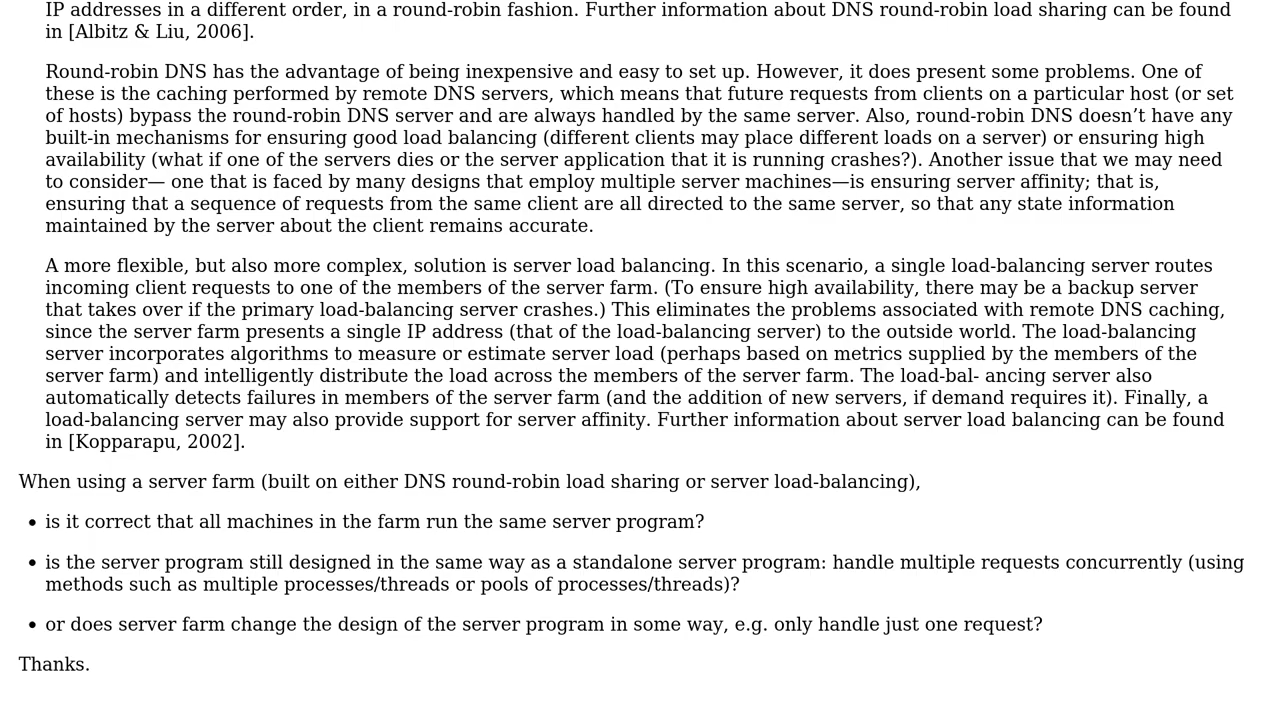 IP addresses in a different order, in a round-robin fashion. Further information about DNS round-robin load sharing can be found
in [Albitz & Liu, 2006].
Round-robin DNS has the advantage of being inexpensive and easy to set up. However, it does present some problems. One of
these is the caching performed by remote DNS servers, which means that future requests from clients on a particular host (or set
of hosts) bypass the round-robin DNS server and are always handled by the same server. Also, round-robin DNS doesn’t have any
built-in mechanisms for ensuring good load balancing (different clients may place different loads on a server) or ensuring high
availability (what if one of the servers dies or the server application that it is running crashes?). Another issue that we may need
to consider— one that is faced by many designs that employ multiple server machines—is ensuring server affinity; that is,
ensuring that a sequence of requests from the same client are all directed to the same server, so that any state information
maintained by the server about the client remains accurate.
A more flexible, but also more complex, solution is server load balancing. In this scenario, a single load-balancing server routes
incoming client requests to one of the members of the server farm. (To ensure high availability, there may be a backup server
that takes over if the primary load-balancing server crashes.) This eliminates the problems associated with remote DNS caching,
since the server farm presents a single IP address (that of the load-balancing server) to the outside world. The load-balancing
server incorporates algorithms to measure or estimate server load (perhaps based on metrics supplied by the members of the
server farm) and intelligently distribute the load across the members of the server farm. The load-bal- ancing server also
automatically detects failures in members of the server farm (and the addition of new servers, if demand requires it). Finally, a
load-balancing server may also provide support for server affinity. Further information about server load balancing can be found
in [Kopparapu, 2002].
When using a server farm (built on either DNS round-robin load sharing or server load-balancing),
• is it correct that all machines in the farm run the same server program?
• is the server program still designed in the same way as a standalone server program: handle multiple requests concurrently (using
methods such as multiple processes/threads or pools of processes/threads)?
• or does server farm change the design of the server program in some way, e.g. only handle just one request?
Thanks.